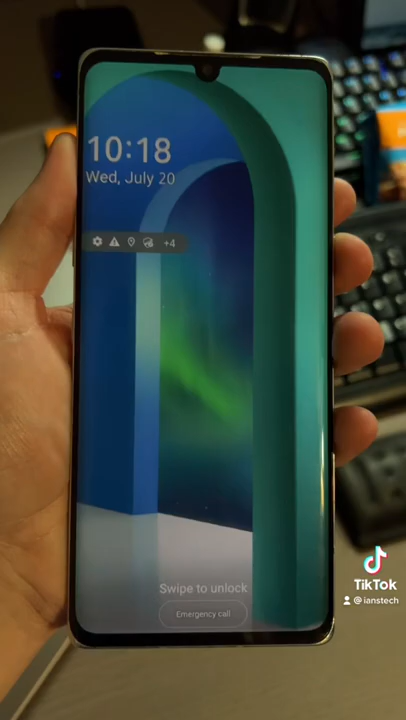 10:18
Wed, July 20
+4
Swipe to unlock
Emergency call
TikTok
@ianstech